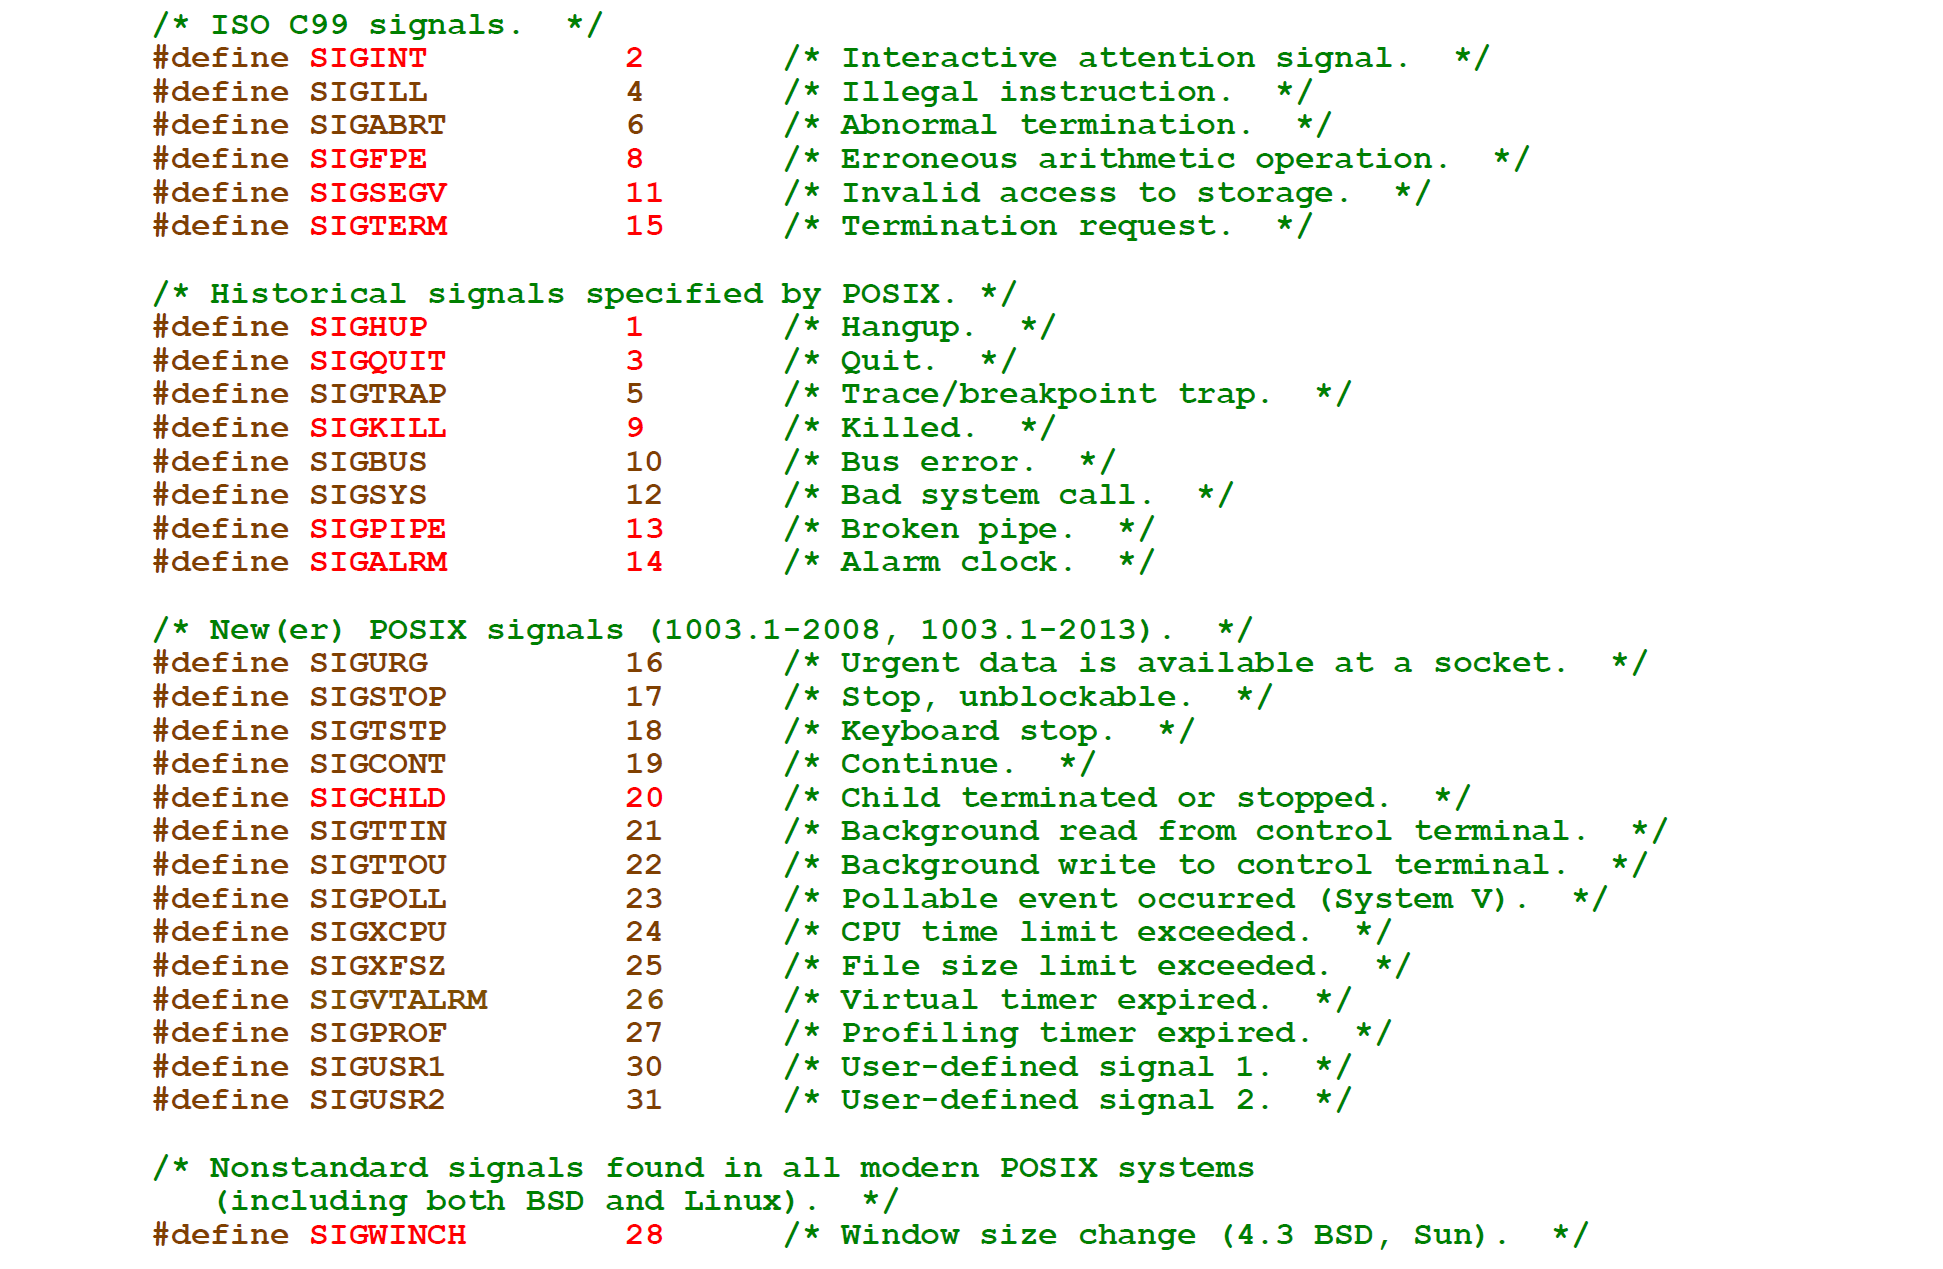 /* ISO C99 signals.  */
#define SIGINT          2       /* Interactive attention signal.  */
#define SIGILL          4       /* Illegal instruction.  */
#define SIGABRT         6       /* Abnormal termination.  */
#define SIGFPE          8       /* Erroneous arithmetic operation.  */
#define SIGSEGV         11      /* Invalid access to storage.  */
#define SIGTERM         15      /* Termination request.  */

/* Historical signals specified by POSIX. */
#define SIGHUP          1       /* Hangup.  */
#define SIGQUIT         3       /* Quit.  */
#define SIGTRAP         5       /* Trace/breakpoint trap.  */
#define SIGKILL         9       /* Killed.  */
#define SIGBUS          10      /* Bus error.  */
#define SIGSYS          12      /* Bad system call.  */
#define SIGPIPE         13      /* Broken pipe.  */
#define SIGALRM         14      /* Alarm clock.  */

/* New(er) POSIX signals (1003.1-2008, 1003.1-2013).  */
#define SIGURG          16      /* Urgent data is available at a socket.  */
#define SIGSTOP         17      /* Stop, unblockable.  */
#define SIGTSTP         18      /* Keyboard stop.  */
#define SIGCONT         19      /* Continue.  */
#define SIGCHLD         20      /* Child terminated or stopped.  */
#define SIGTTIN         21      /* Background read from control terminal.  */
#define SIGTTOU         22      /* Background write to control terminal.  */
#define SIGPOLL         23      /* Pollable event occurred (System V).  */
#define SIGXCPU         24      /* CPU time limit exceeded.  */
#define SIGXFSZ         25      /* File size limit exceeded.  */
#define SIGVTALRM       26      /* Virtual timer expired.  */
#define SIGPROF         27      /* Profiling timer expired.  */
#define SIGUSR1         30      /* User-defined signal 1.  */
#define SIGUSR2         31      /* User-defined signal 2.  */

/* Nonstandard signals found in all modern POSIX systems
   (including both BSD and Linux).  */
#define SIGWINCH        28      /* Window size change (4.3 BSD, Sun).  */